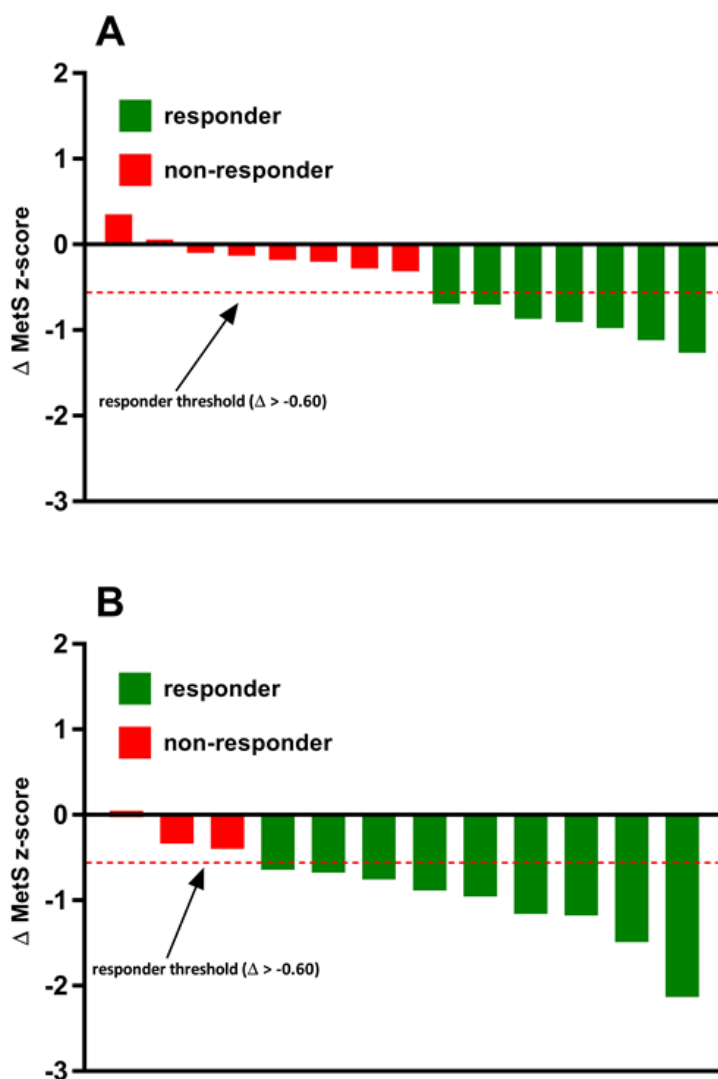 A
2
responder
1
non-responder
0
-1
responder threshold (Δ > -0.60)
-2
-3
Δ MetS z-score
B
2
responder
1
non-responder
0
-1
responder threshold (Δ > -0.60)
-2
-3
Δ MetS z-score